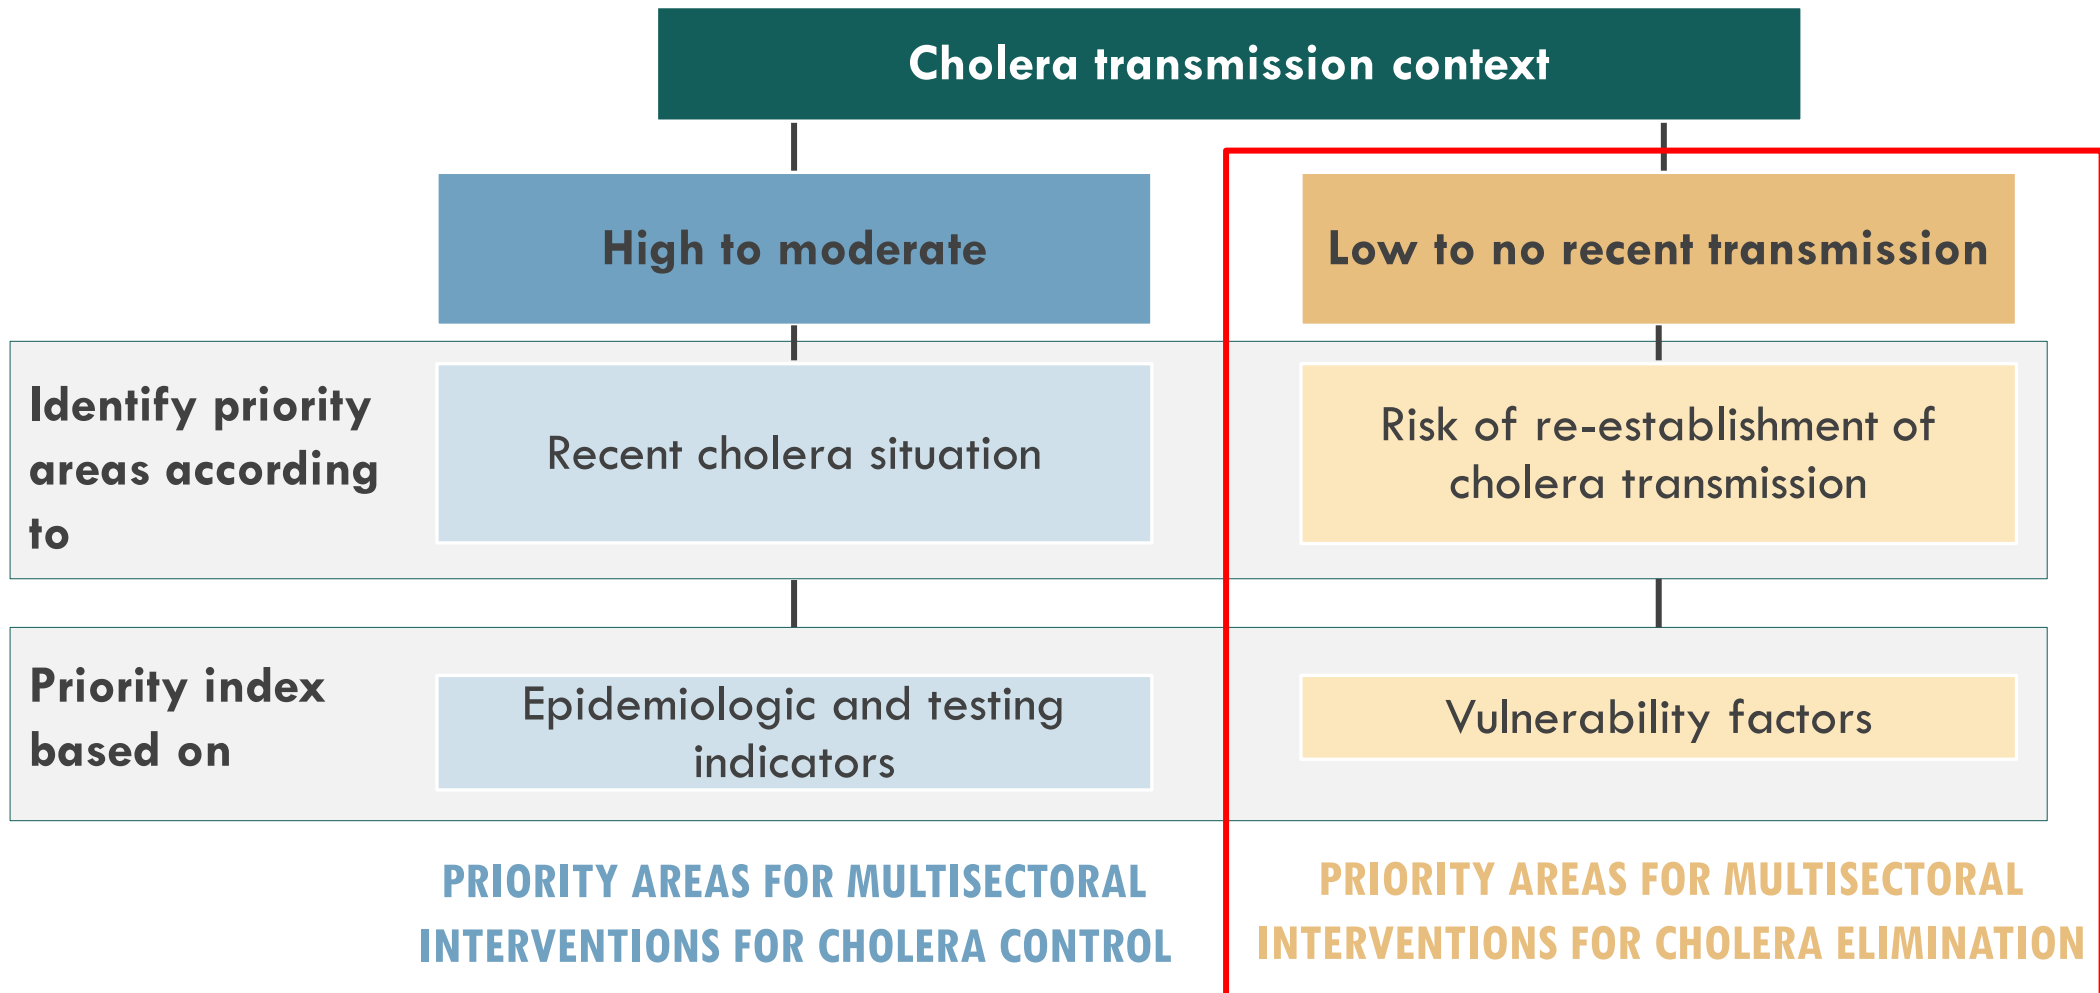 Cholera transmission context
High to moderate
Low to no recent transmission
Identify priority
areas according
to
Recent cholera situation
Risk of re-establishment of
cholera transmission
Priority index
based on
Epidemiologic and testing
indicators
Vulnerability factors
PRIORITY AREAS FOR MULTISECTORAL
INTERVENTIONS FOR CHOLERA CONTROL
PRIORITY AREAS FOR MULTISECTORAL
INTERVENTIONS FOR CHOLERA ELIMINATION